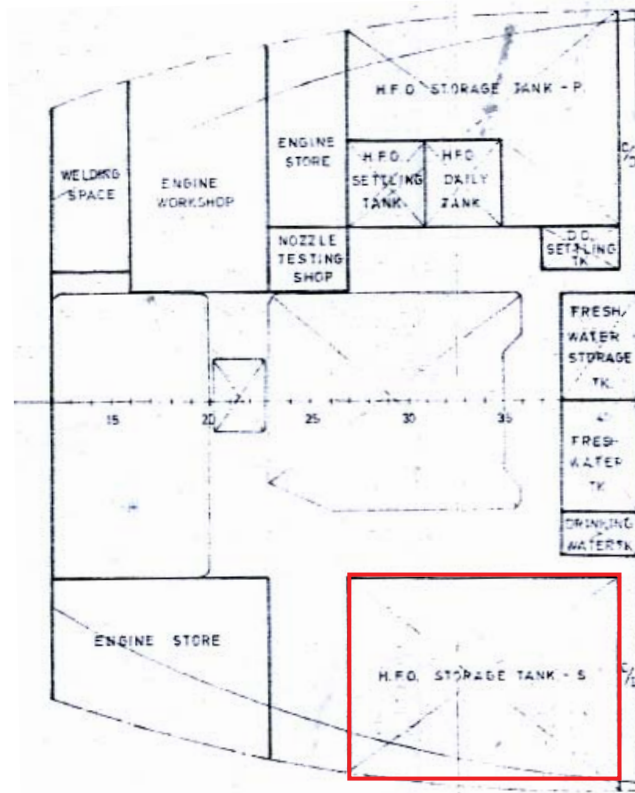 H.F.O. STORAGE TANK - P.
ENGINE
STORE
H.F.O.
SETTLING
TANK
H.F.O.
DAILY
TANK
WELDING
SPACE
ENGINE
WORKSHOP
NOZZLE
TESTING
SHOP
D.O.
SETTLING
TK.
FRESH
WATER
STORAGE
TK.
15
20
25
30
35
40
FRESH
WATER
TK.
DRINKING
WATER TK.
ENGINE STORE
H.F.O. STORAGE TANK - S